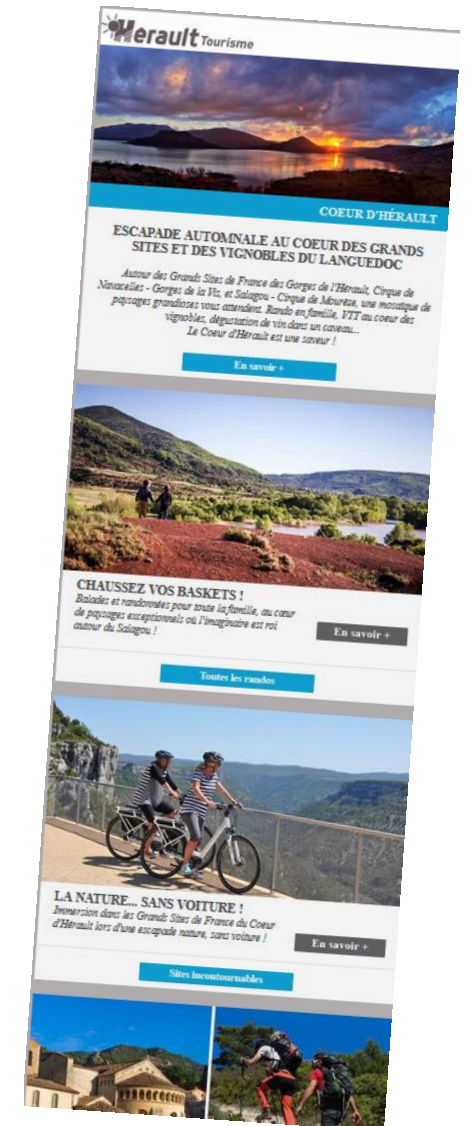 Hérault Tourisme
COEUR D'HÉRAULT
ESCAPADE AUTOMNALE AU COEUR DES GRANDS
SITES ET DES VIGNOBLES DU LANGUEDOC
Autour des Grands Sites de France des Gorges de l'Hérault, Cirque de
Navacelles - Gorges de la Vis, et Salagou - Cirque de Mourèze, une mosaïque de
paysages grandioses vous attendent. Rando en famille, VTT au coeur des
vignobles, dégustation de vin dans un caveau...
Le Coeur d'Hérault est une saveur !
En savoir +
CHAUSSEZ VOS BASKETS !
Balades et randonnées pour toute la famille, au cœur
de paysages exceptionnels où l'imaginaire est roi
autour du Salagou !
En savoir +
Toutes les randos
LA NATURE... SANS VOITURE !
Immersion dans les Grands Sites de France du Coeur
d'Hérault lors d'une escapade nature, sans voiture !
En savoir +
Sites incontournables